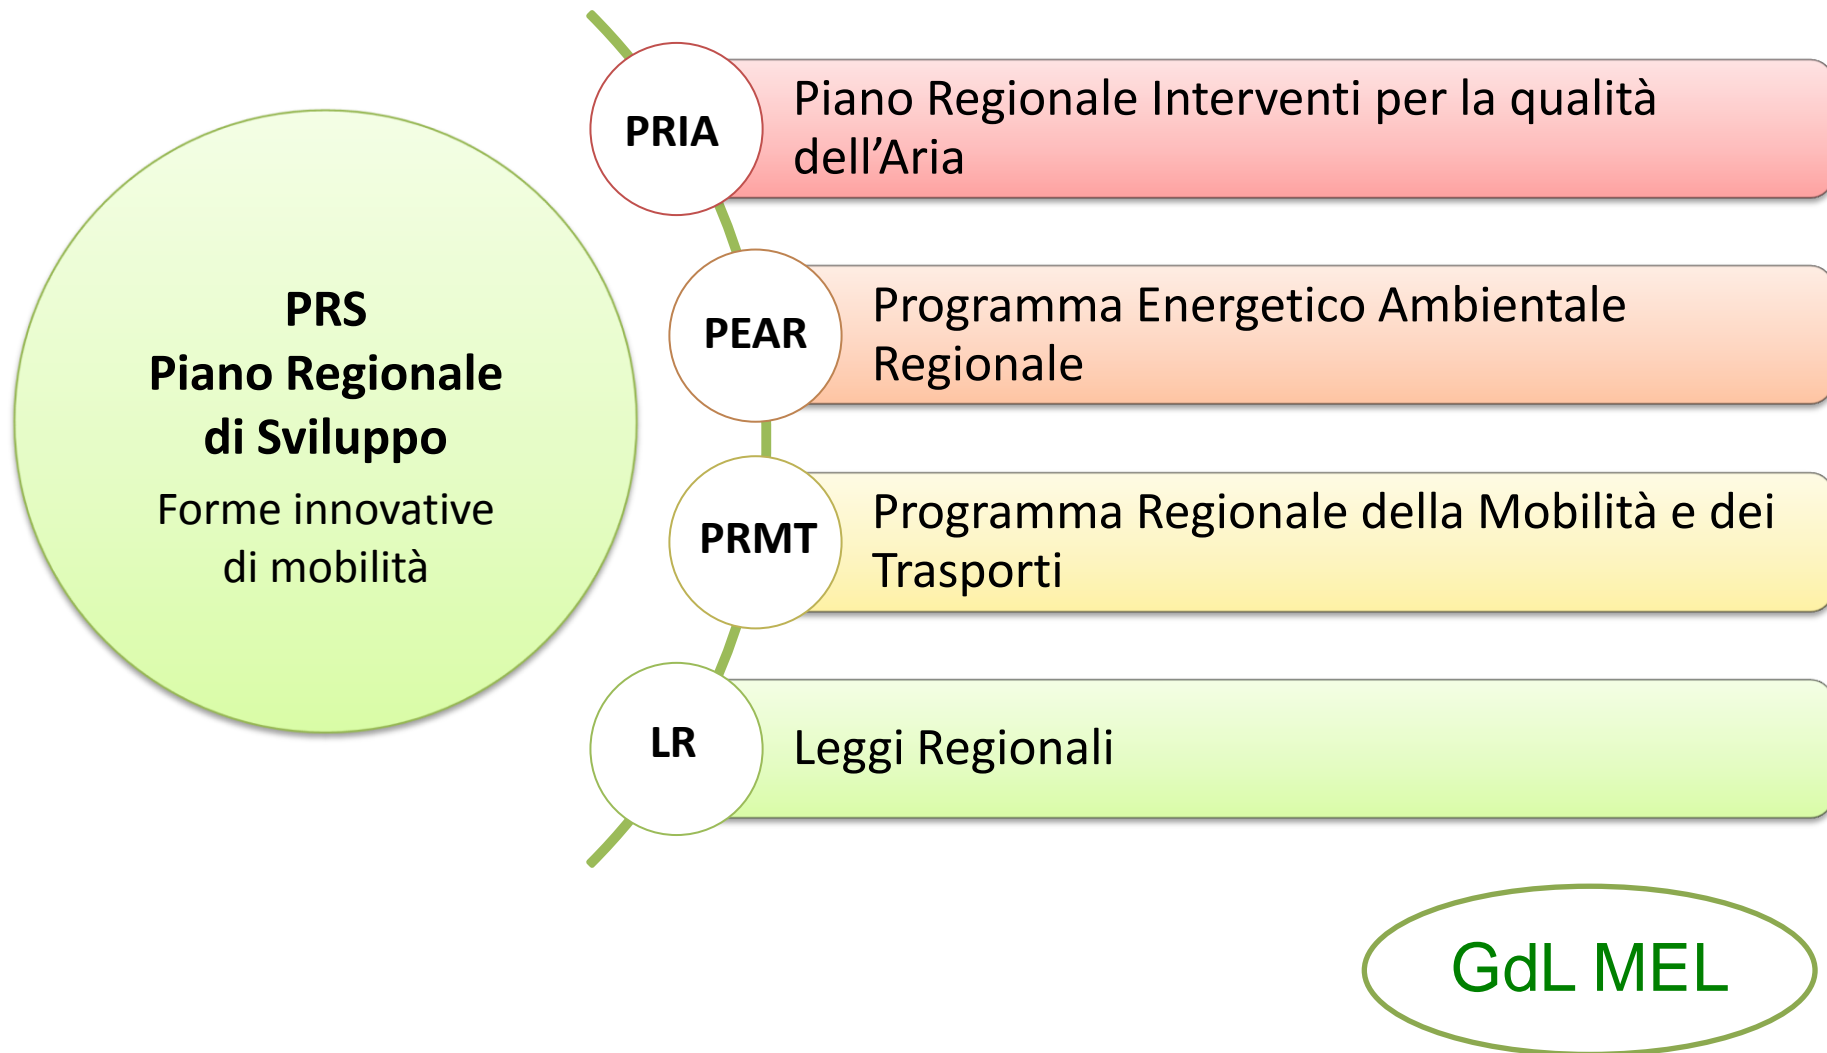 PRS
Piano Regionale
di Sviluppo
Forme innovative
di mobilità
PRIA
Piano Regionale Interventi per la qualità
dell’Aria
PEAR
Programma Energetico Ambientale
Regionale
PRMT
Programma Regionale della Mobilità e dei
Trasporti
LR
Leggi Regionali
GdL MEL